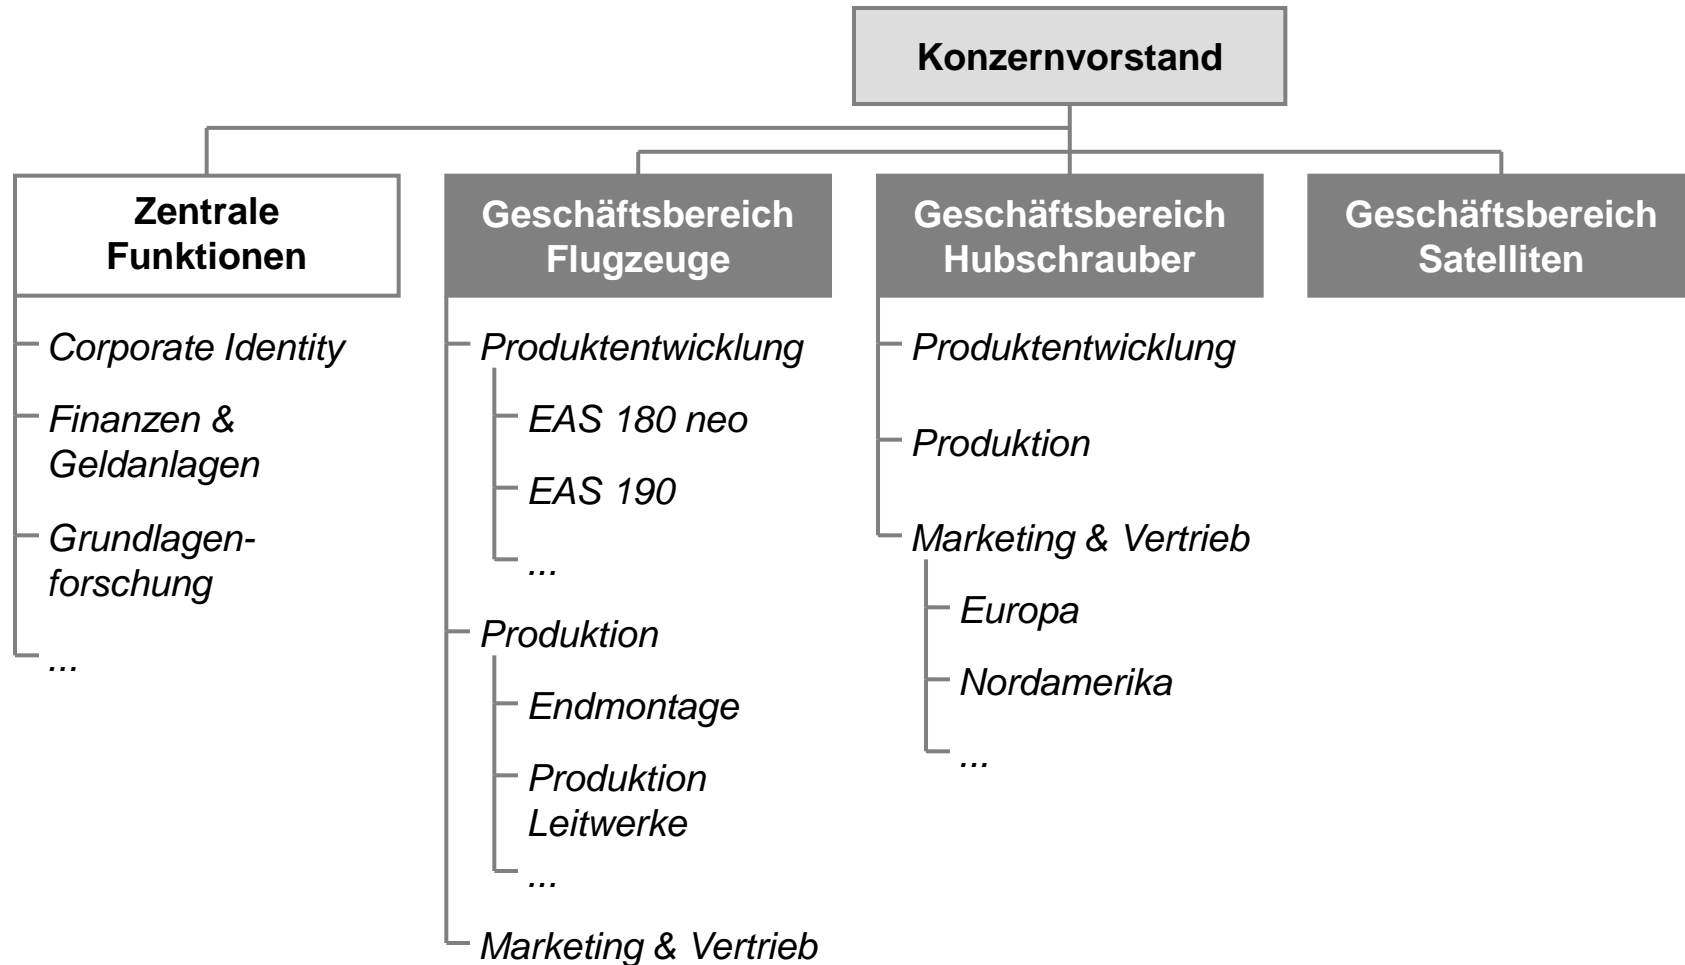 Konzernvorstand
Zentrale
Funktionen
Corporate Identity
Finanzen &
Geldanlagen
Grundlagen-
forschung
...
Geschäftsbereich
Flugzeuge
Produktentwicklung
EAS 180 neo
EAS 190
...
Produktion
Endmontage
Produktion
Leitwerke
...
Marketing & Vertrieb
Geschäftsbereich
Hubschrauber
Produktentwicklung
Produktion
Marketing & Vertrieb
Europa
Nordamerika
...
Geschäftsbereich
Satelliten